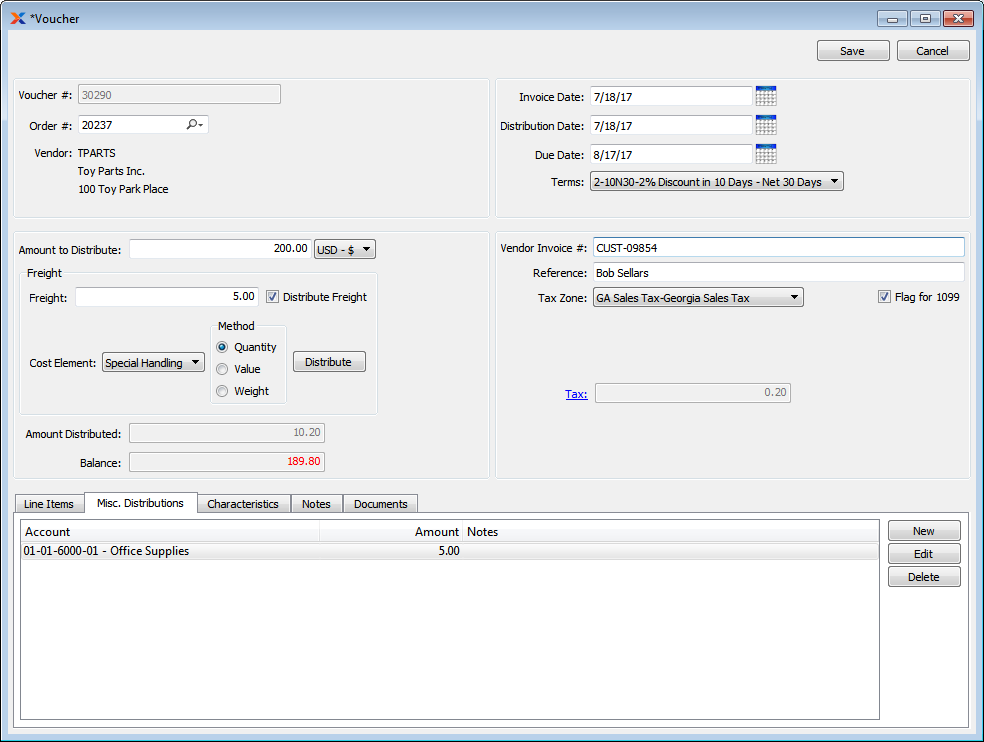 *Voucher
Save
Cancel
Voucher #: 30290
Order #: 20237
Vendor: TPARTS
Toy Parts Inc.
100 Toy Park Place
Invoice Date: 7/18/17
Distribution Date: 7/18/17
Due Date: 8/17/17
Terms: 2-10N30-2% Discount in 10 Days - Net 30 Days
Amount to Distribute: 200.00 USD - $
Freight
Freight: 5.00 Distribute Freight
Method
Cost Element: Special Handling
Quantity
Value
Weight
Distribute
Amount Distributed: 10.20
Balance: 189.80
Vendor Invoice #: CUST-09854
Reference: Bob Sellars
Tax Zone: GA Sales Tax-Georgia Sales Tax Flag for 1099
Tax: 0.20
Line Items Misc. Distributions Characteristics Notes Documents
Account Amount Notes
01-01-6000-01 - Office Supplies 5.00
New
Edit
Delete